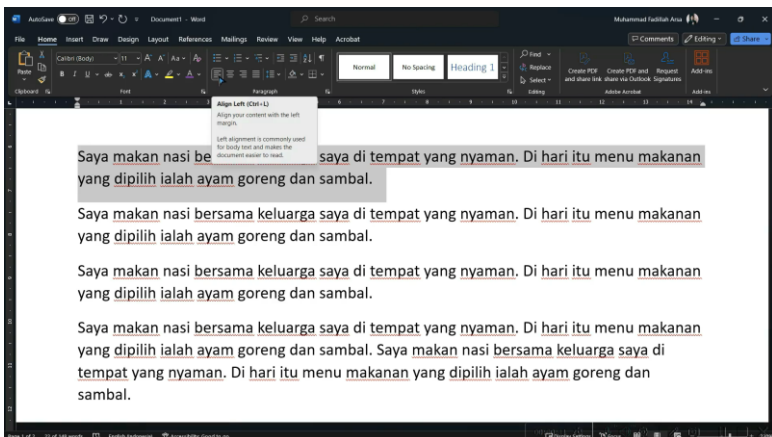 AutoSave Off Document1 - Word Search Muhammad Fadillah Arsa
File Home Insert Draw Design Layout References Mailings Review View Help Acrobat Comments Editing Share
Calibri (Body) 11
Paste
Normal No Spacing Heading 1
Find
Replace
Select
Create PDF and share link Create PDF and share via Outlook Request Signatures Add-ins
Clipboard Font Paragraph Styles Editing Adobe Acrobat Add-ins
Align Left (Ctrl+L)
Align your content with the left
margin.
Left alignment is commonly used
for body text and makes the
document easier to read.
Saya makan nasi be saya di tempat yang nyaman. Di hari itu menu makanan
yang dipilih ialah ayam goreng dan sambal.
Saya makan nasi bersama keluarga saya di tempat yang nyaman. Di hari itu menu makanan
yang dipilih ialah ayam goreng dan sambal.
Saya makan nasi bersama keluarga saya di tempat yang nyaman. Di hari itu menu makanan
yang dipilih ialah ayam goreng dan sambal.
Saya makan nasi bersama keluarga saya di tempat yang nyaman. Di hari itu menu makanan
yang dipilih ialah ayam goreng dan sambal. Saya makan nasi bersama keluarga saya di
tempat yang nyaman. Di hari itu menu makanan yang dipilih ialah ayam goreng dan
sambal.